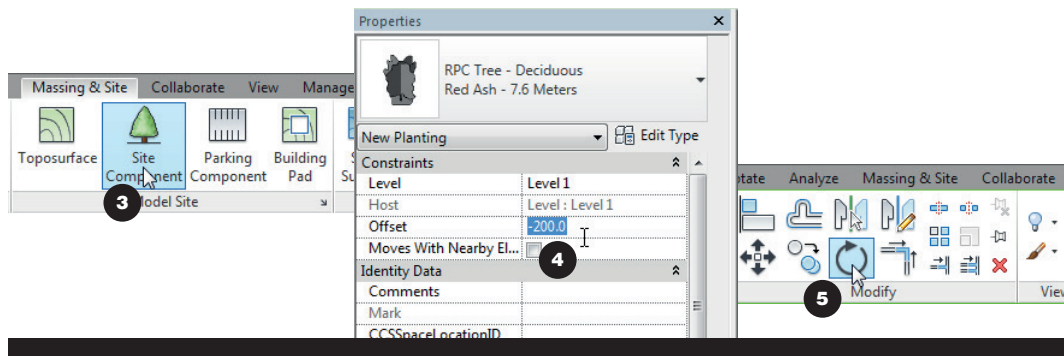 Massing & Site Collaborate View Manage
Toposurface
Site Component
Parking Component
Building Pad
Model Site
3
Properties
RPC Tree - Deciduous
Red Ash - 7.6 Meters
New Planting
Edit Type
Constraints
Level Level 1
Host Level : Level 1
Offset -200.0
Moves With Nearby El...
4
Identity Data
Comments
Mark
CCSSpaceLocationID
Analyze Massing & Site Collaborate
5
Modify